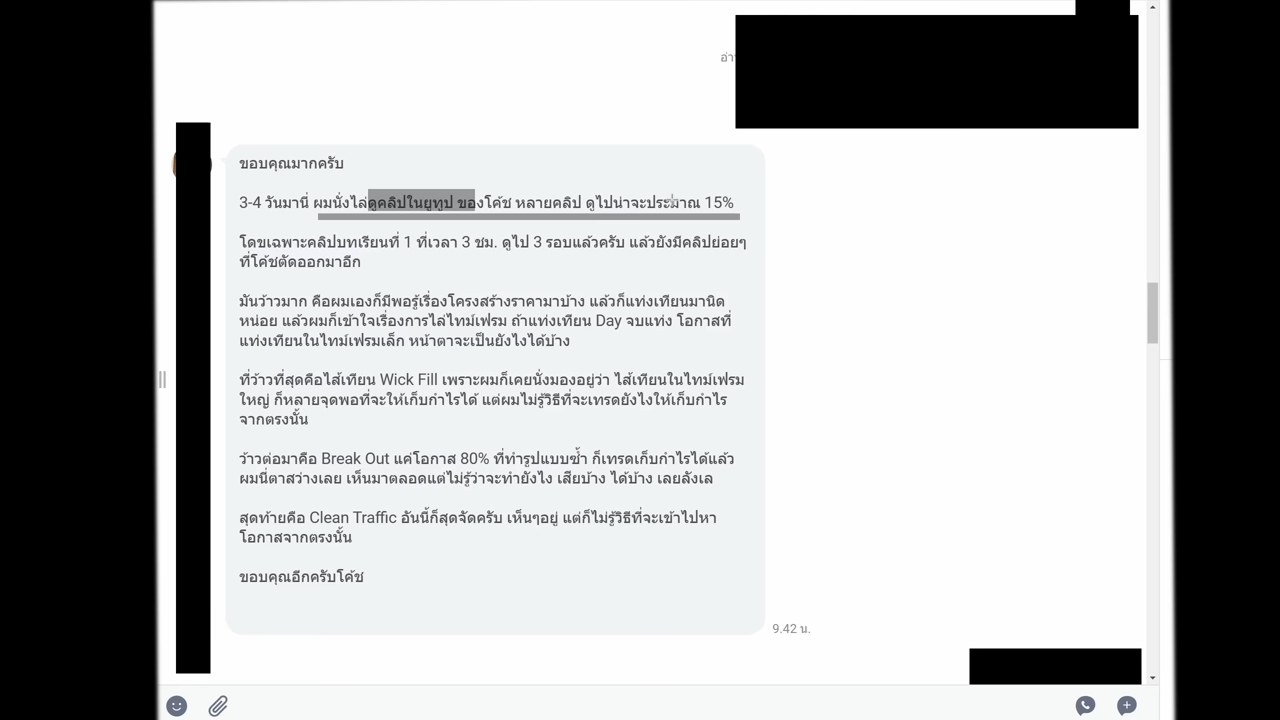 อ่า
ขอบคุณมากครับ
3-4 วันมานี่ ผมนั่งไล่ดูคลิปในยูทูป ของโค้ช หลายคลิป ดูไปน่าจะประมาณ 15%
โดขเฉพาะคลิปบทเรียนที่ 1 ที่เวลา 3 ชม. ดูไป 3 รอบแล้วครับ แล้วยังมีคลิปย่อยๆ
ที่โค้ชตัดออกมาอีก
มันว้าวมาก คือผมเองก็มีพอรู้เรื่องโครงสร้างราคามาบ้าง แล้วก็แท่งเทียนมานิด
หน่อย แล้วผมก็เข้าใจเรื่องการไล่ไทม์เฟรม ถ้าแท่งเทียน Day จบแท่ง โอกาสที่
แท่งเทียนในไทม์เฟรมเล็ก หน้าตาจะเป็นยังไงได้บ้าง
ที่ว้าวที่สุดคือไส้เทียน Wick Fill เพราะผมก็เคยนั่งมองอยู่ว่า ไส้เทียนในไทม์เฟรม
ใหญ่ ก็หลายจุดพอที่จะให้เก็บกำไรได้ แต่ผมไม่รู้วิธีที่จะเทรดยังไงให้เก็บกำไร
จากตรงนั้น
ว้าวต่อมาคือ Break Out แค่โอกาส 80% ที่ทำรูปแบบซ้ำ ก็เทรดเก็บกำไรได้แล้ว
ผมนี่ตาสว่างเลย เห็นมาตลอดแต่ไม่รู้ว่าจะทำยังไง เสียบ้าง ได้บ้าง เลยลังเล
สุดท้ายคือ Clean Traffic อันนี้ก็สุดจัดครับ เห็นๆอยู่ แต่ก็ไม่รู้วิธีที่จะเข้าไปหา
โอกาสจากตรงนั้น
ขอบคุณอีกครับโค้ช
9.42 น.